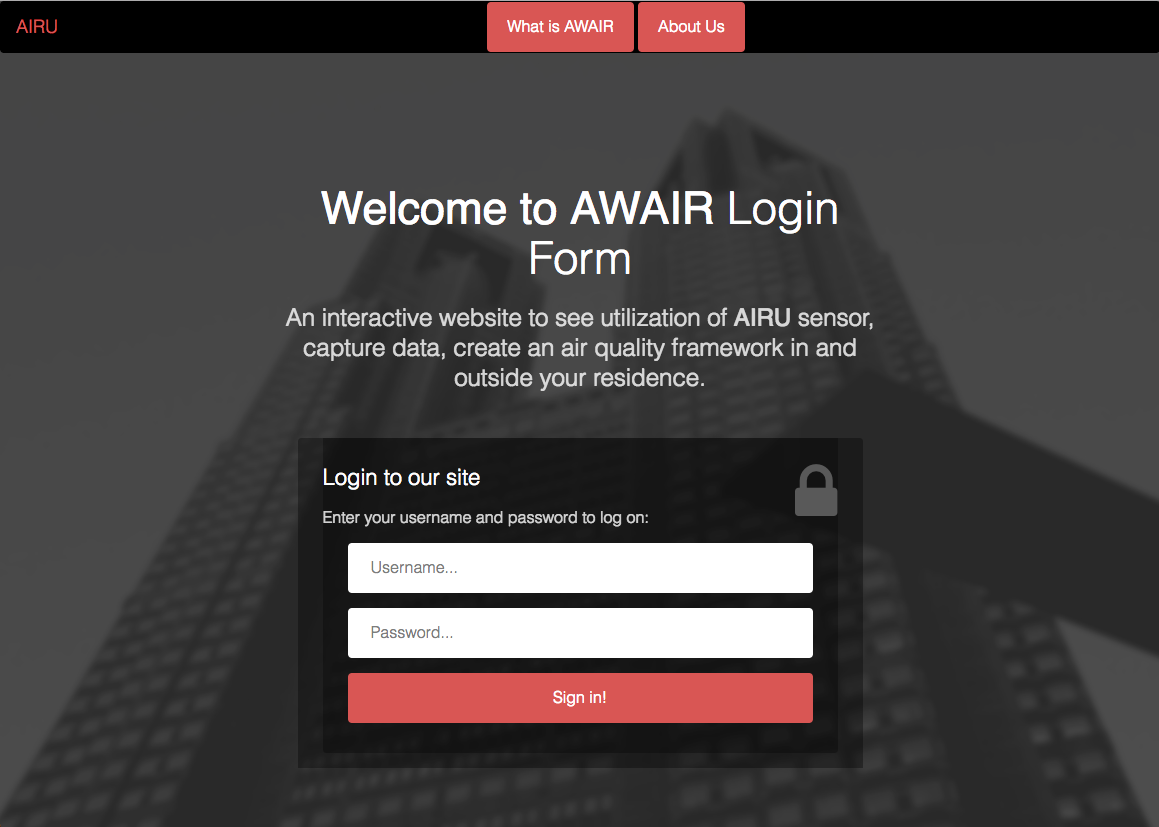 AIRU
What is AWAIR
About Us
Welcome to AWAIR Login
Form
An interactive website to see utilization of AIRU sensor,
capture data, create an air quality framework in and
outside your residence.
Login to our site
Enter your username and password to log on:
Username...
Password...
Sign in!